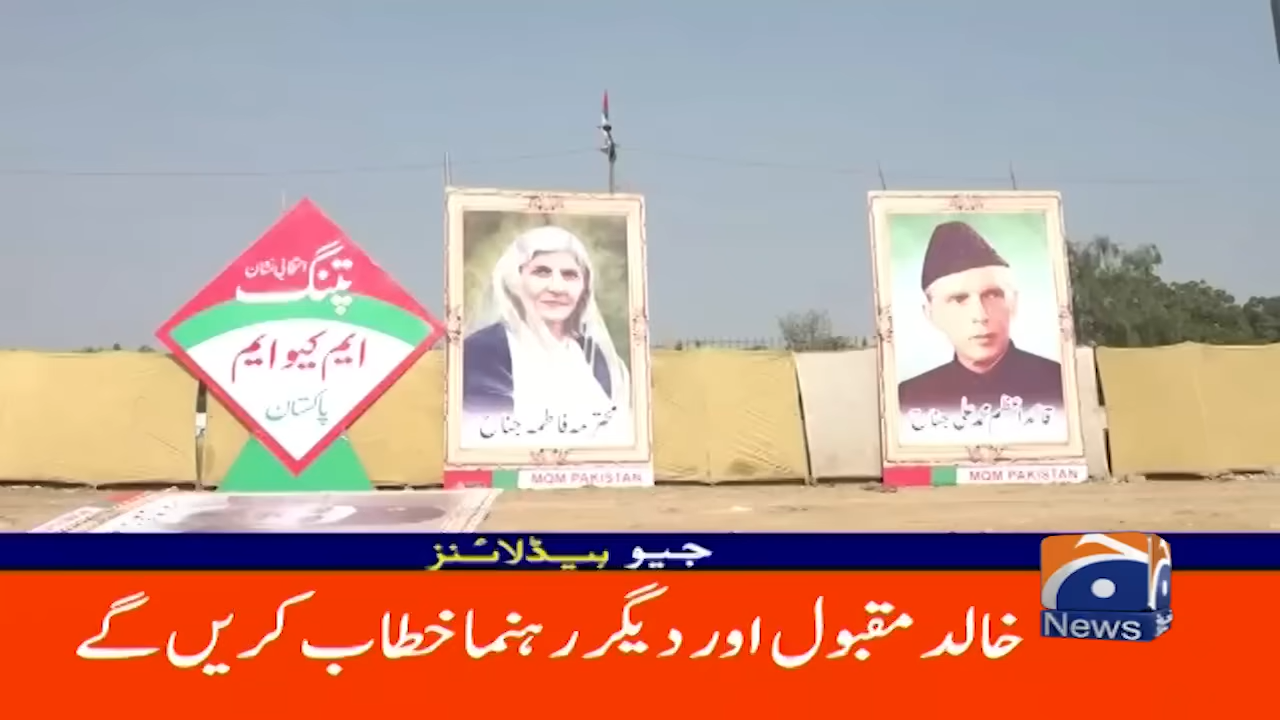 انتخابی نشان
پتنگ
ایم کیو ایم
پاکستان
محترمہ فاطمہ جناح
MQM PAKISTAN
قائد اعظم محمد علی جناح
MQM PAKISTAN
جیو ہیڈلائنز
News
خالد مقبول اور دیگر رہنما خطاب کریں گے